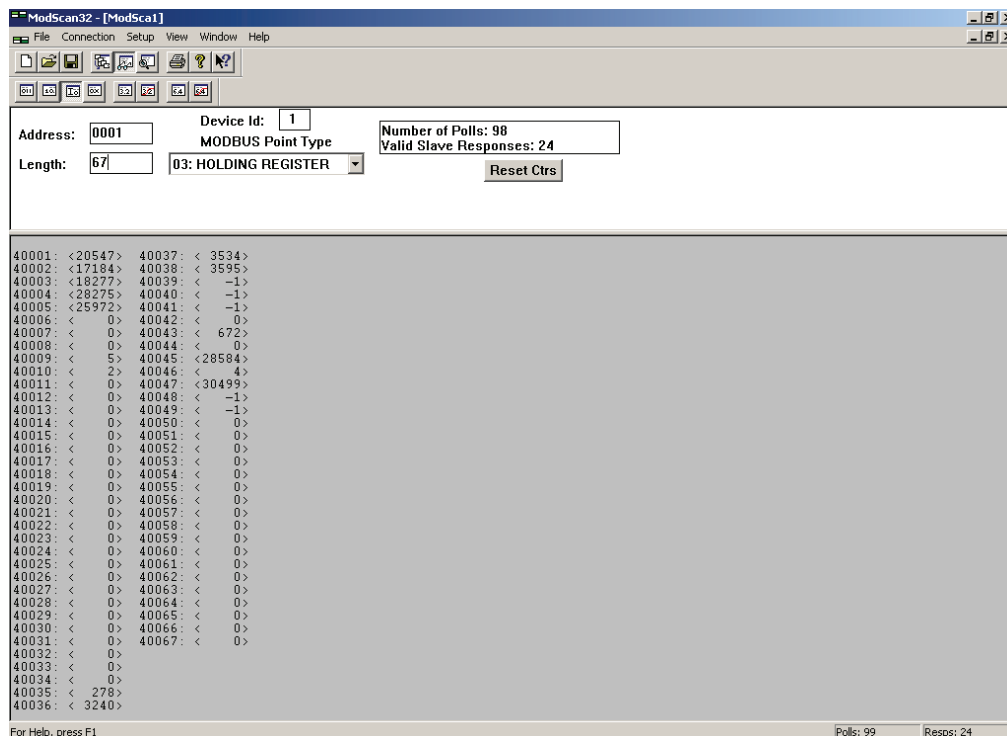 ModScan32 - [ModSca1]
File Connection Setup View Window Help
Address: 0001
Device Id: 1
MODBUS Point Type
Length: 67
03: HOLDING REGISTER
Number of Polls: 98
Valid Slave Responses: 24
Reset Ctrs
40001: <20547> 40037: < 3534>
40002: <17184> 40038: < 3595>
40003: <18277> 40039: < -1>
40004: <28275> 40040: < -1>
40005: <25972> 40041: < -1>
40006: < 0> 40042: < 0>
40007: < 0> 40043: < 672>
40008: < 0> 40044: < 0>
40009: < 5> 40045: <28584>
40010: < 2> 40046: < 4>
40011: < 0> 40047: <30499>
40012: < 0> 40048: < -1>
40013: < 0> 40049: < -1>
40014: < 0> 40050: < 0>
40015: < 0> 40051: < 0>
40016: < 0> 40052: < 0>
40017: < 0> 40053: < 0>
40018: < 0> 40054: < 0>
40019: < 0> 40055: < 0>
40020: < 0> 40056: < 0>
40021: < 0> 40057: < 0>
40022: < 0> 40058: < 0>
40023: < 0> 40059: < 0>
40024: < 0> 40060: < 0>
40025: < 0> 40061: < 0>
40026: < 0> 40062: < 0>
40027: < 0> 40063: < 0>
40028: < 0> 40064: < 0>
40029: < 0> 40065: < 0>
40030: < 0> 40066: < 0>
40031: < 0> 40067: < 0>
40032: < 0>
40033: < 0>
40034: < 0>
40035: < 278>
40036: < 3240>
For Help, press F1
Polls: 99
Resps: 24